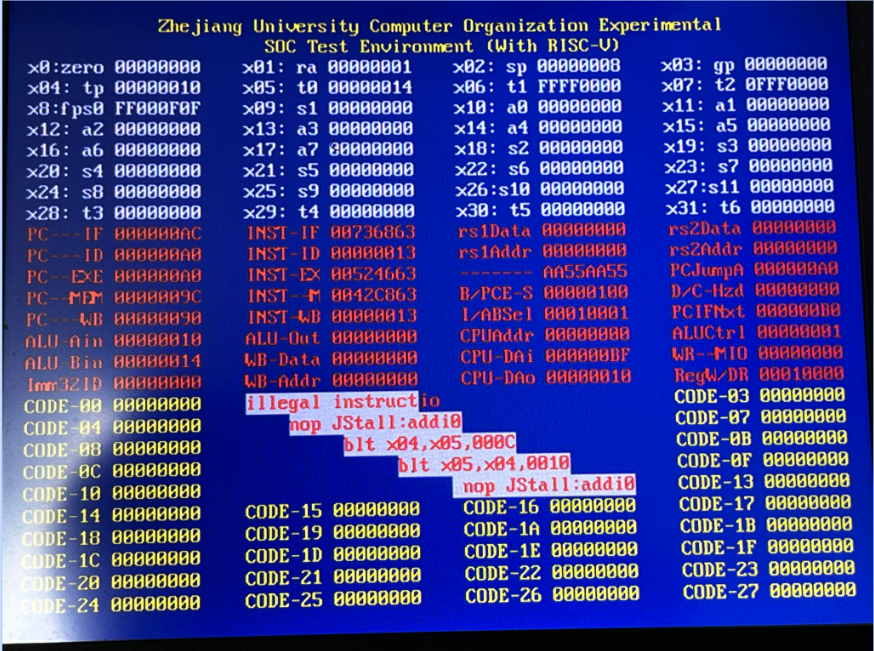 Zhejiang University Computer Organization Experimental
SOC Test Environment (With RISC-V)
x0:zero 00000000 x01: ra 00000001 x02: sp 00000008 x03: gp 00000000
x04: tp 00000010 x05: t0 00000014 x06: t1 FFFF0000 x07: t2 0FFF0000
x8:fps0 FF000F0F x09: s1 00000000 x10: a0 00000000 x11: a1 00000000
x12: a2 00000000 x13: a3 00000000 x14: a4 00000000 x15: a5 00000000
x16: a6 00000000 x17: a7 00000000 x18: s2 00000000 x19: s3 00000000
x20: s4 00000000 x21: s5 00000000 x22: s6 00000000 x23: s7 00000000
x24: s8 00000000 x25: s9 00000000 x26:s10 00000000 x27:s11 00000000
x28: t3 00000000 x29: t4 00000000 x30: t5 00000000 x31: t6 00000000
PC---IF 000000AC INST-IF 00736863 rs1Data 00000000 rs2Data 00000000
PC---ID 000000A0 INST-ID 00000013 rs1Addr 00000000 rs2Addr 00000000
PC--EXE 000000A0 INST-EX 00524663 ------- AA55AA55 PCJumpA 000000A0
PC--MEM 0000009C INST--M 0042C863 B/PCE-S 00000100 D/C-Hzd 00000000
PC---WB 00000090 INST-WB 00000013 I/ABSel 00010001 PCIFNxt 000000B0
ALU-Ain 00000010 ALU-Out 00000000 CPUAddr 00000000 ALUCtrl 00000001
ALU-Bin 00000014 WB-Data 00000000 CPU-DAi 000000BF WR--MIO 00000000
Imm32ID 00000000 WB-Addr 00000000 CPU-DAo 00000010 RegW/DR 00010000
CODE-00 00000000 illegal instructio CODE-03 00000000
CODE-04 00000000 nop JStall:addi0 CODE-07 00000000
CODE-08 00000000 blt x04,x05,000C CODE-0B 00000000
CODE-0C 00000000 blt x05,x04,0010 CODE-0F 00000000
CODE-10 00000000 nop JStall:addi0 CODE-13 00000000
CODE-14 00000000 CODE-15 00000000 CODE-16 00000000 CODE-17 00000000
CODE-18 00000000 CODE-19 00000000 CODE-1A 00000000 CODE-1B 00000000
CODE-1C 00000000 CODE-1D 00000000 CODE-1E 00000000 CODE-1F 00000000
CODE-20 00000000 CODE-21 00000000 CODE-22 00000000 CODE-23 00000000
CODE-24 00000000 CODE-25 00000000 CODE-26 00000000 CODE-27 00000000